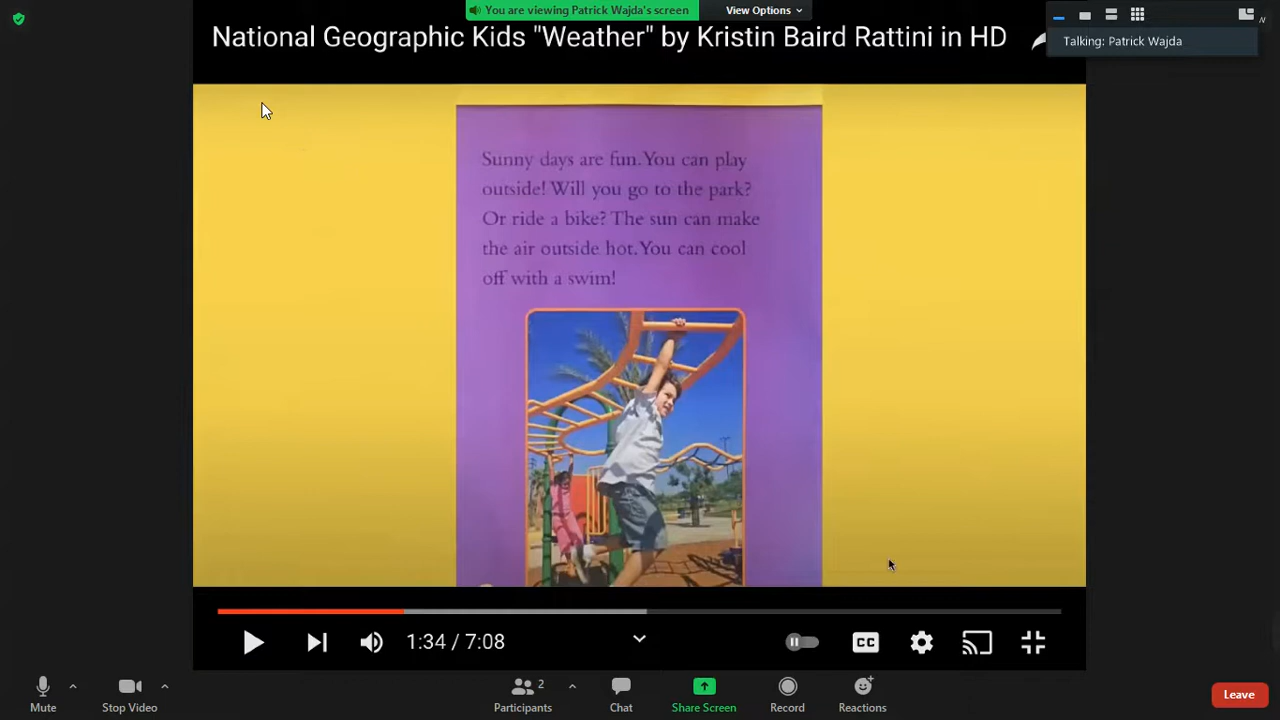 You are viewing Patrick Wajda's screen
View Options
National Geographic Kids "Weather" by Kristin Baird Rattini in HD
Talking: Patrick Wajda
Sunny days are fun. You can play
outside! Will you go to the park?
Or ride a bike? The sun can make
the air outside hot. You can cool
off with a swim!
1:34 / 7:08
CC
Mute
Stop Video
2
Participants
Chat
Share Screen
Record
Reactions
Leave